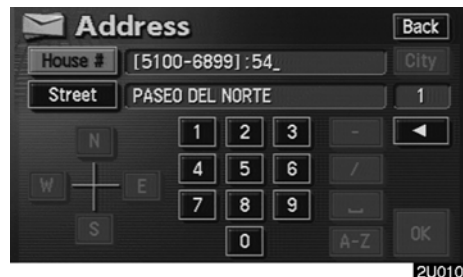 Address Back
House # [5100-6899]:54_ City
Street PASEO DEL NORTE 1
N 1 2 3 - ◄
W E 4 5 6 /
7 8 9 ␣
S 0 A-Z OK
2U010